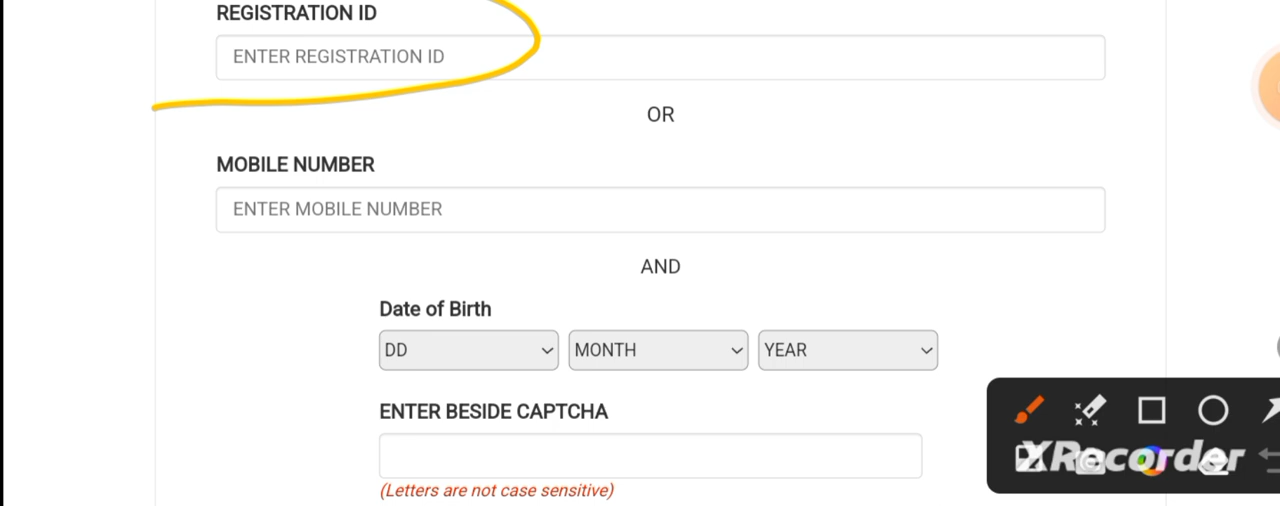 REGISTRATION ID
ENTER REGISTRATION ID
OR
MOBILE NUMBER
ENTER MOBILE NUMBER
AND
Date of Birth
DD MONTH YEAR
ENTER BESIDE CAPTCHA
(Letters are not case sensitive)
XRecorder